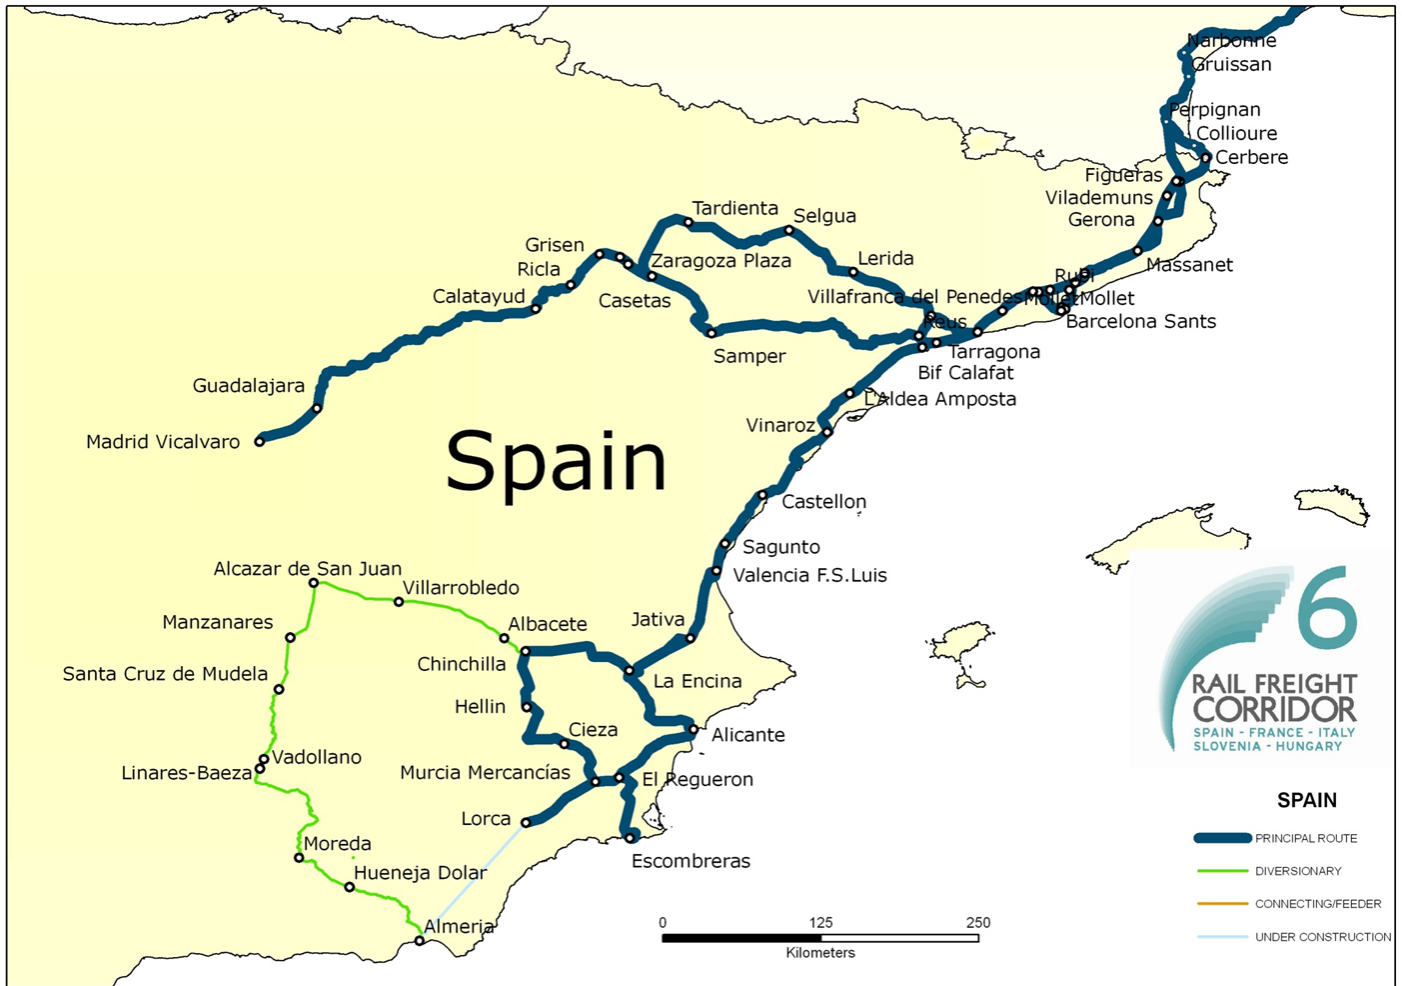 Narbonne
Gruissan
Perpignan
Collioure
Cerbere
Figueras
Vilademuns
Gerona
Massanet
Tardienta
Selgua
Grisen
Zaragoza Plaza
Lerida
Ricla
Rubi
Calatayud
Casetas
Villafranca del Penedes
Mollet
Mollet
Reus
Barcelona Sants
Samper
Tarragona
Bif Calafat
Guadalajara
L'Aldea Amposta
Vinaroz
Madrid Vicalvaro
Spain
Castellon
Sagunto
Valencia F.S.Luis
Alcazar de San Juan
Villarrobledo
Manzanares
Albacete
Jativa
Chinchilla
Santa Cruz de Mudela
La Encina
Hellin
Cieza
Alicante
Vadollano
Linares-Baeza
Murcia Mercancías
El Regueron
Lorca
Moreda
Escombreras
Hueneja Dolar
Almeria
6
RAIL FREIGHT
CORRIDOR
SPAIN - FRANCE - ITALY
SLOVENIA - HUNGARY
SPAIN
PRINCIPAL ROUTE
DIVERSIONARY
CONNECTING/FEEDER
UNDER CONSTRUCTION
0 125 250
Kilometers